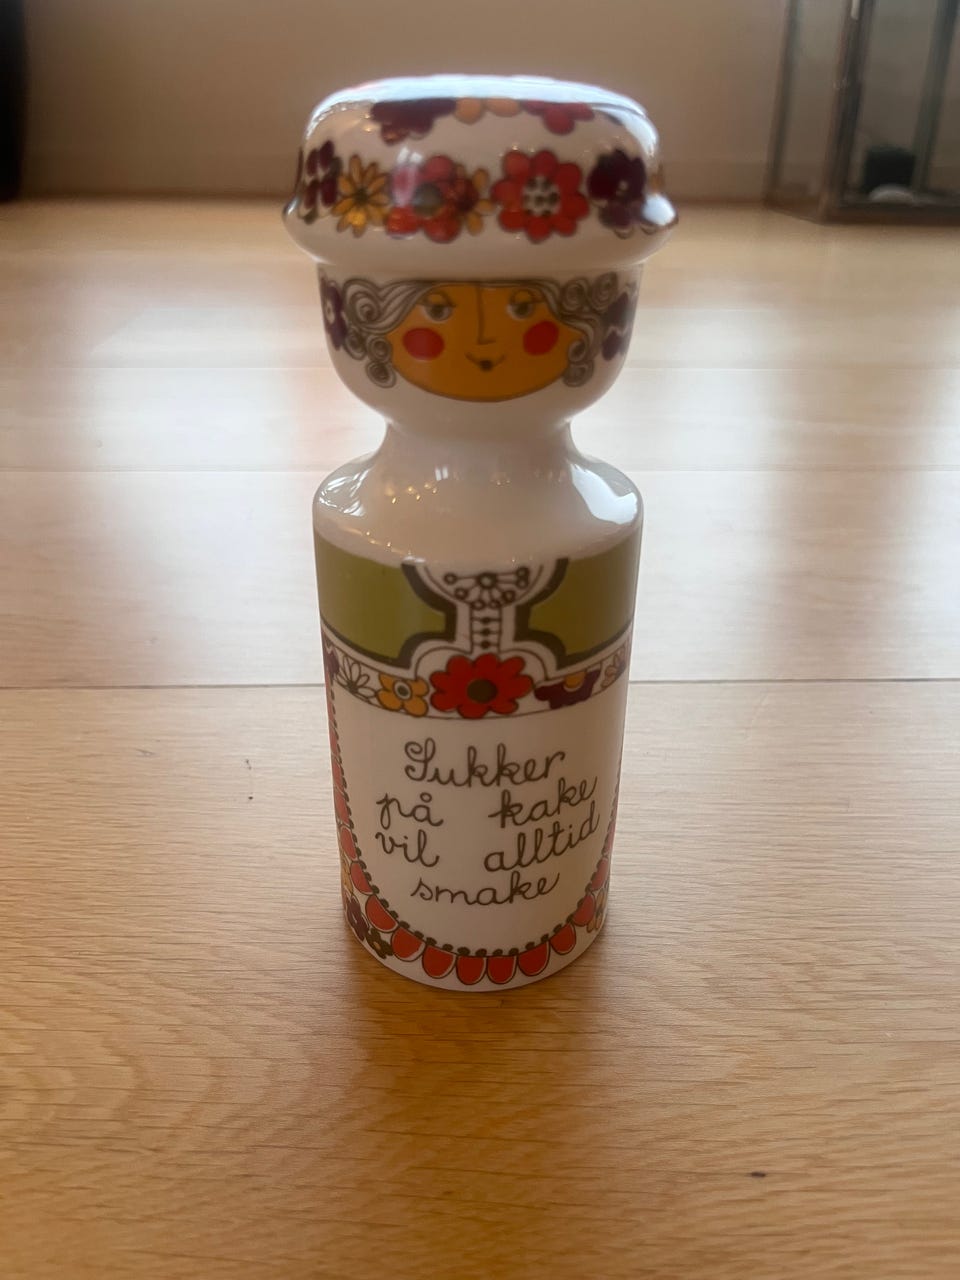 Sukker
på kake
vil alltid
smake